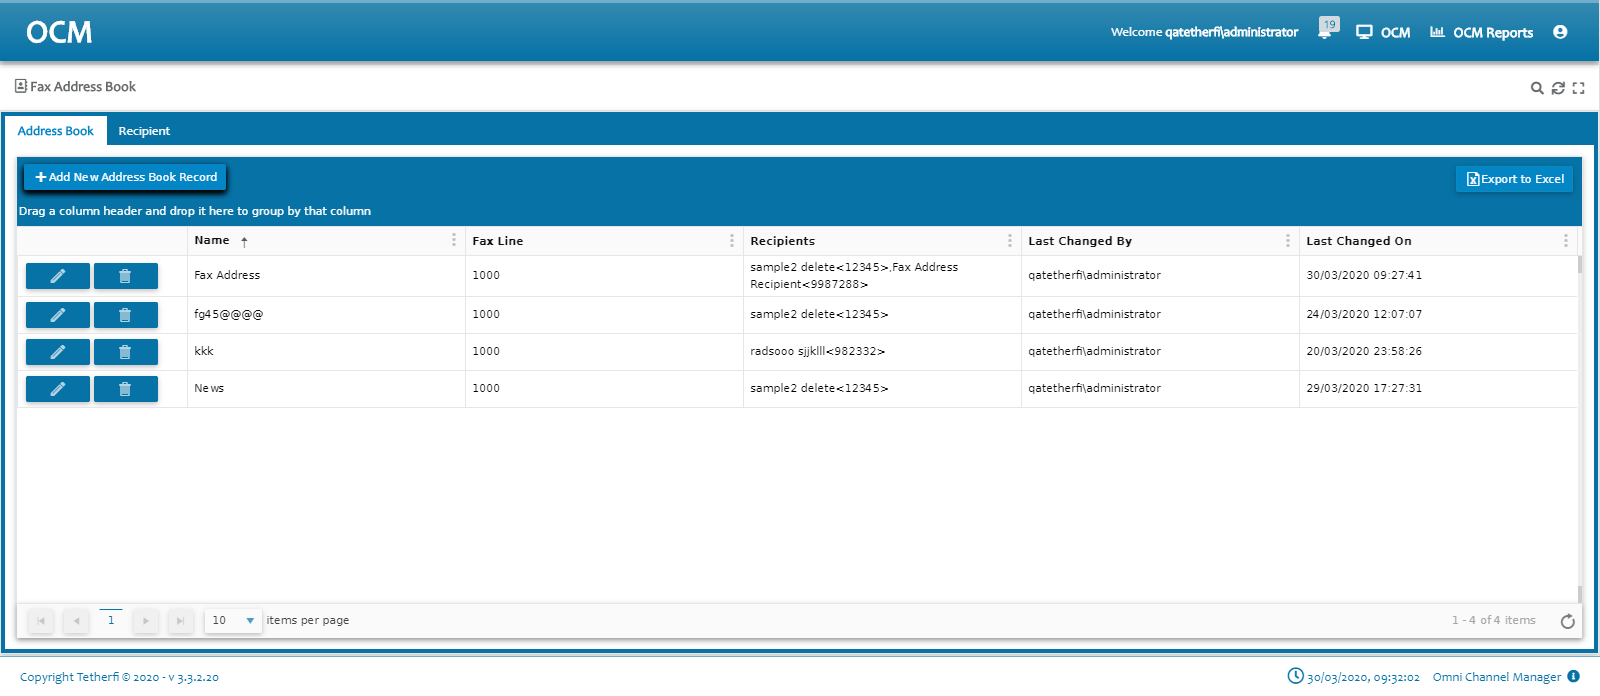 OCM
Welcome qatetherfi\administrator 19 OCM OCM Reports
Fax Address Book
Address Book Recipient
Add New Address Book Record Export to Excel
Drag a column header and drop it here to group by that column
Name Fax Line Recipients Last Changed By Last Changed On
Fax Address 1000 sample2 delete<12345>,Fax Address Recipient<9987288> qatetherfi\administrator 30/03/2020 09:27:41
fg45@@@@ 1000 sample2 delete<12345> qatetherfi\administrator 24/03/2020 12:07:07
kkk 1000 radsooo sjjklll<982332> qatetherfi\administrator 20/03/2020 23:58:26
News 1000 sample2 delete<12345> qatetherfi\administrator 29/03/2020 17:27:31
1 10 items per page 1 - 4 of 4 items
Copyright Tetherfi © 2020 - v 3.3.2.20 30/03/2020, 09:32:02 Omni Channel Manager